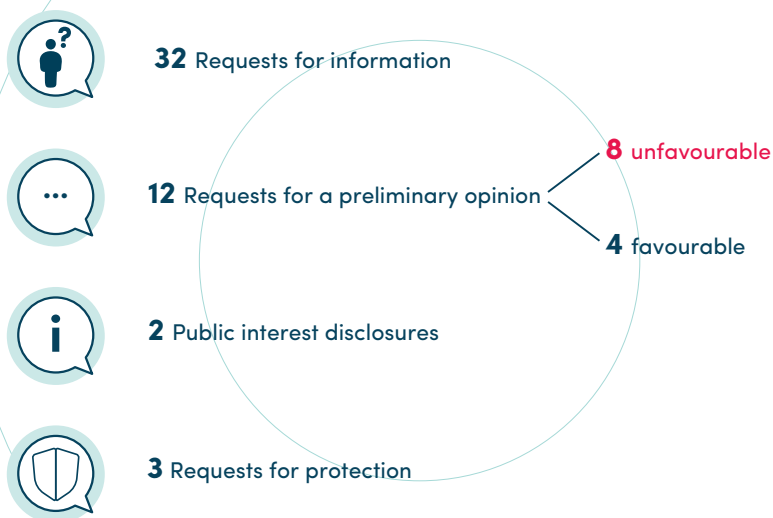 ?
32 Requests for information
8 unfavourable
12 Requests for a preliminary opinion
4 favourable
i
2 Public interest disclosures
3 Requests for protection